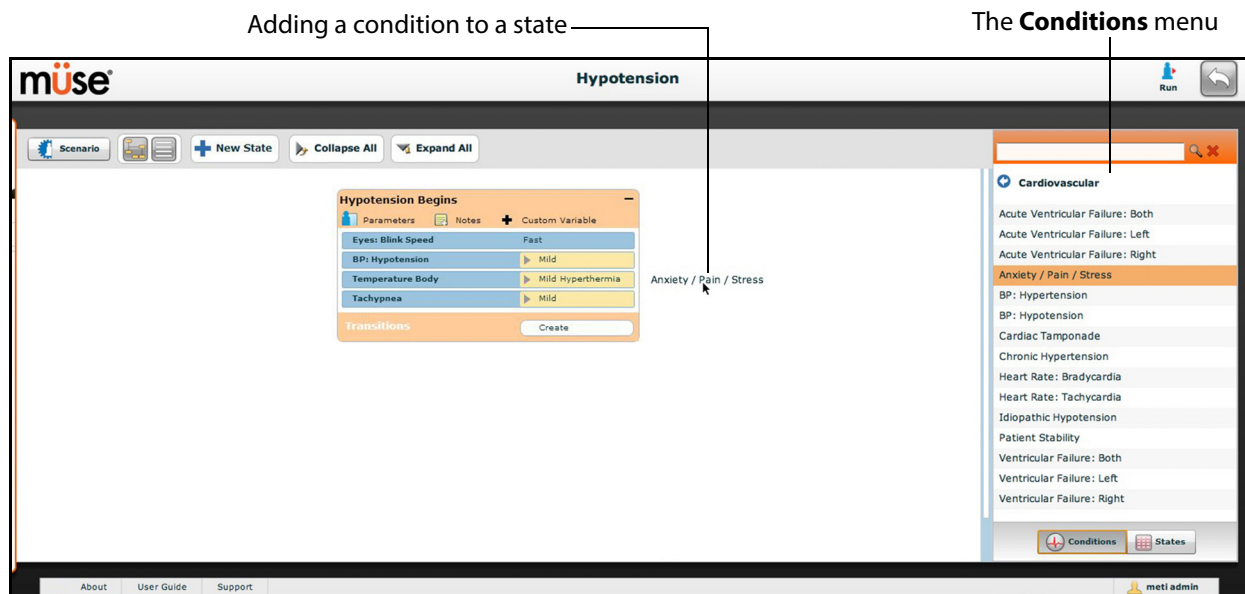 Adding a condition to a state
The Conditions menu
müse
Hypotension
Run
Scenario
New State
Collapse All
Expand All
Cardiovascular
Hypotension Begins
Parameters Notes Custom Variable
Eyes: Blink Speed Fast
BP: Hypotension Mild
Temperature Body Mild Hyperthermia
Tachypnea Mild
Transitions Create
Anxiety / Pain / Stress
Acute Ventricular Failure: Both
Acute Ventricular Failure: Left
Acute Ventricular Failure: Right
Anxiety / Pain / Stress
BP: Hypertension
BP: Hypotension
Cardiac Tamponade
Chronic Hypertension
Heart Rate: Bradycardia
Heart Rate: Tachycardia
Idiopathic Hypotension
Patient Stability
Ventricular Failure: Both
Ventricular Failure: Left
Ventricular Failure: Right
Conditions States
About User Guide Support
meti admin